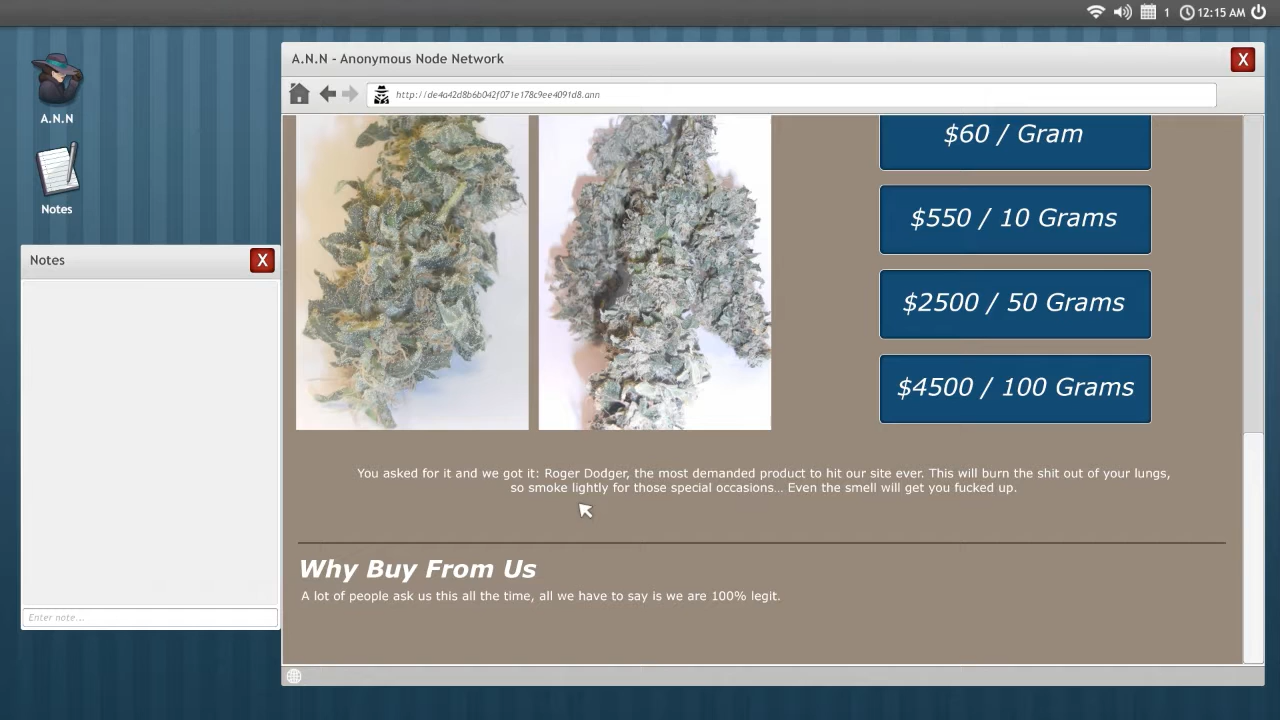 1 12:15 AM
A.N.N - Anonymous Node Network
X
http://de4a42d8b6b042f071e178c9ee4091d8.ann
A.N.N
Notes
Notes
X
Enter note...
$60 / Gram
$550 / 10 Grams
$2500 / 50 Grams
$4500 / 100 Grams
You asked for it and we got it: Roger Dodger, the most demanded product to hit our site ever. This will burn the shit out of your lungs,
so smoke lightly for those special occasions... Even the smell will get you fucked up.
Why Buy From Us
A lot of people ask us this all the time, all we have to say is we are 100% legit.